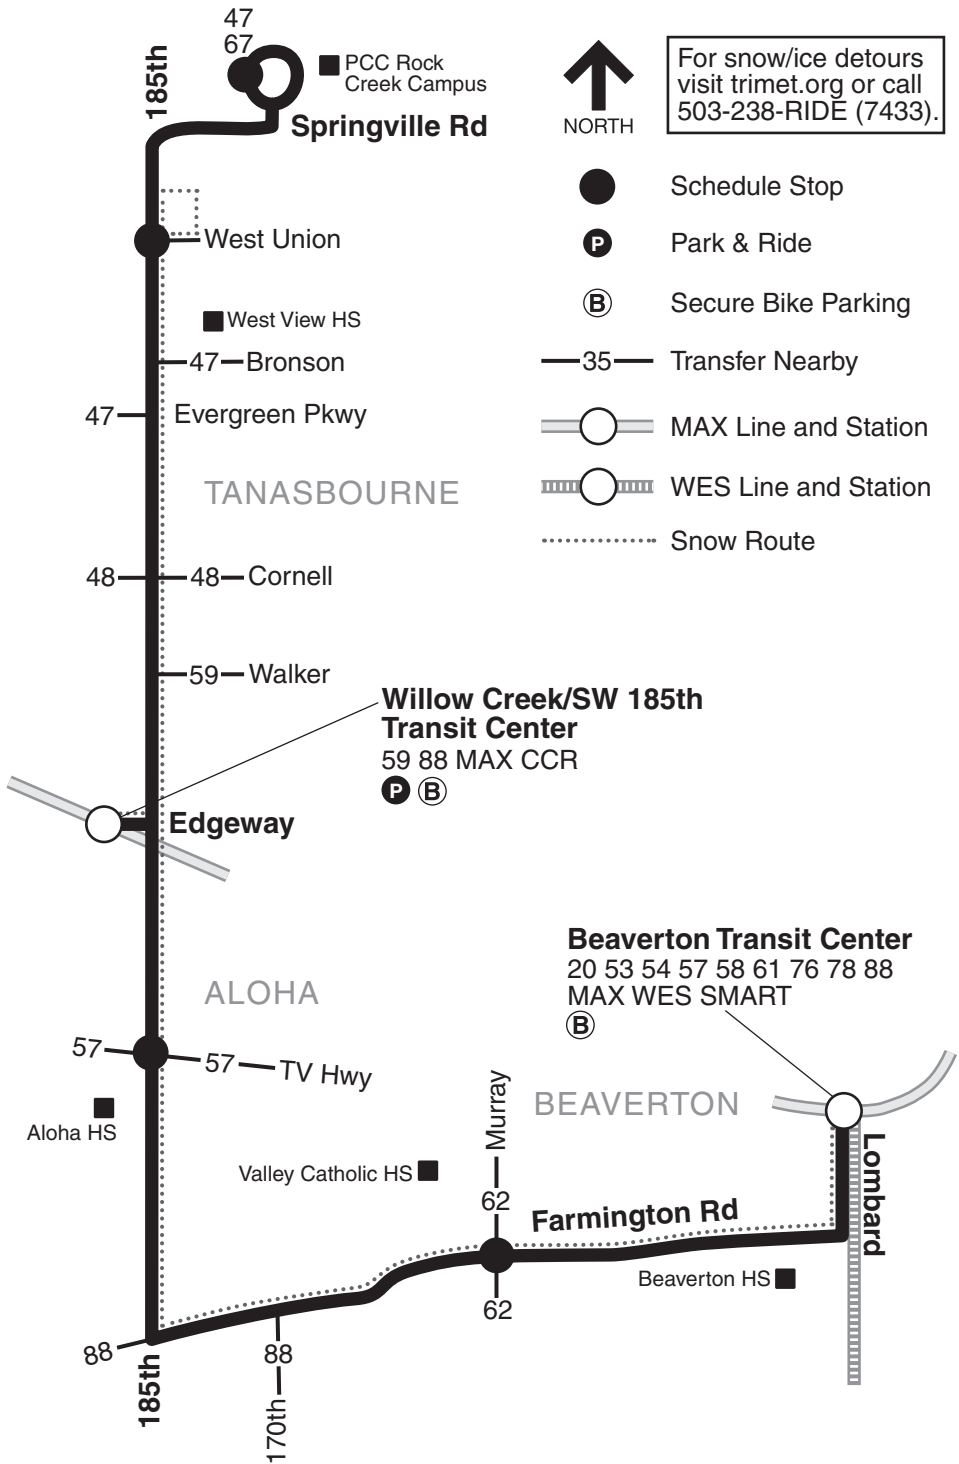 47
67
185th
PCC Rock
Creek Campus
Springville Rd
NORTH
For snow/ice detours
visit trimet.org or call
503-238-RIDE (7433).
Schedule Stop
P Park & Ride
B Secure Bike Parking
35 Transfer Nearby
MAX Line and Station
WES Line and Station
Snow Route
West Union
West View HS
47 Bronson
47 Evergreen Pkwy
TANASBOURNE
48 48 Cornell
59 Walker
Willow Creek/SW 185th
Transit Center
59 88 MAX CCR
P B
Edgeway
Beaverton Transit Center
20 53 54 57 58 61 76 78 88
MAX WES SMART
B
ALOHA
57 57 TV Hwy
Aloha HS
Valley Catholic HS
Murray
62
BEAVERTON
Lombard
Farmington Rd
Beaverton HS
62
88
185th
88
170th